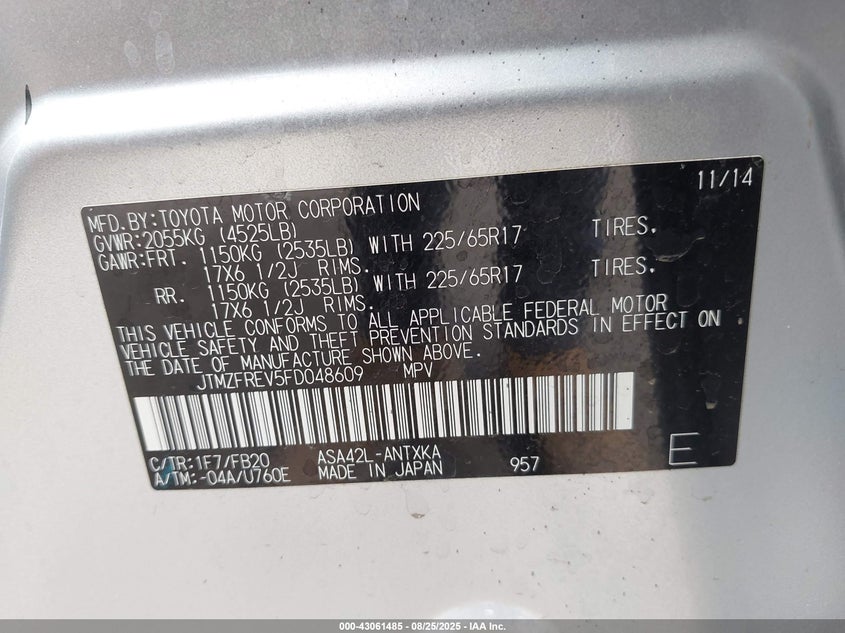 11/14
MFD.BY:TOYOTA MOTOR CORPORATION
GVWR:2055KG (4525LB)
GAWR:FRT. 1150KG (2535LB) WITH 225/65R17 TIRES.
17X6 1/2J RIMS.
RR. 1150KG (2535LB) WITH 225/65R17 TIRES.
17X6 1/2J RIMS.
THIS VEHICLE CONFORMS TO ALL APPLICABLE FEDERAL MOTOR
VEHICLE SAFETY AND THEFT PREVENTION STANDARDS IN EFFECT ON
THE DATE OF MANUFACTURE SHOWN ABOVE.
JTMZFREV5FD048609 MPV
C/TR:1F7/FB20 ASA42L-ANTXKA
A/TM:-04A/U760E MADE IN JAPAN 957 E
000-43061485 - 08/25/2025 - IAA Inc.